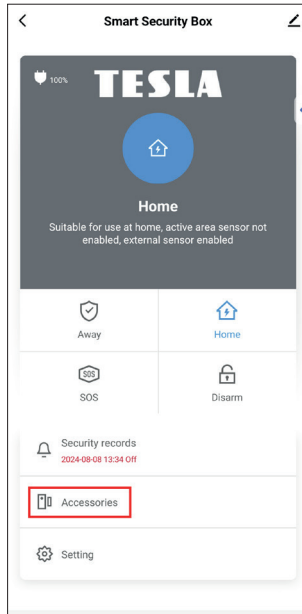 Smart Security Box
100%
TESLA
Home
Suitable for use at home, active area sensor not
enabled, external sensor enabled
Away
Home
SOS
SOS
Disarm
Security records
2024-08-08 13:34 Off
Accessories
Setting